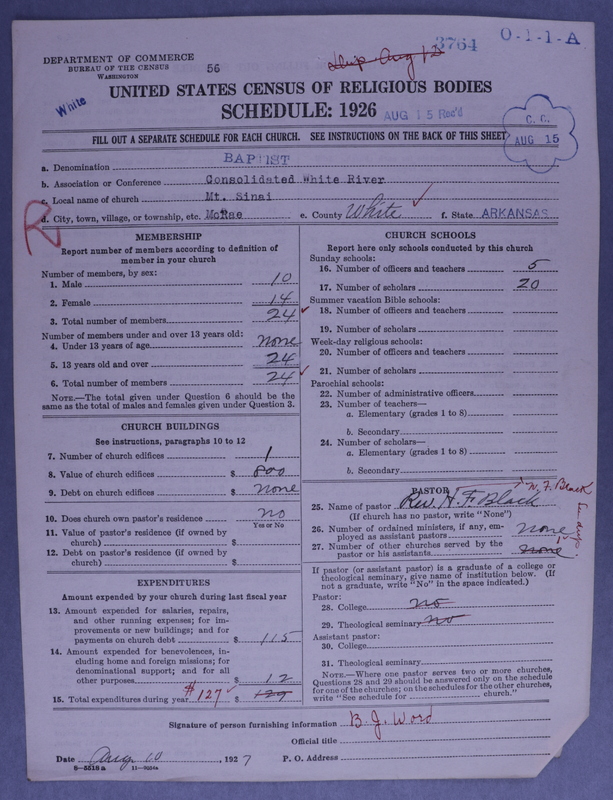 3764 O-1-1-A
DEPARTMENT OF COMMERCE
BUREAU OF THE CENSUS 56
WASHINGTON
White
UNITED STATES CENSUS OF RELIGIOUS BODIES
SCHEDULE: 1926 AUG 15 Rec'd
C. C.
AUG 15
FILL OUT A SEPARATE SCHEDULE FOR EACH CHURCH. SEE INSTRUCTIONS ON THE BACK OF THIS SHEET
a. Denomination BAPTIST
b. Association or Conference Consolidated White River
c. Local name of church Mt. Sinai
d. City, town, village, or township, etc. McRae e. County White f. State ARKANSAS
R
MEMBERSHIP
Report number of members according to definition of
member in your church
Number of members, by sex:
1. Male 10
2. Female 14
3. Total number of members 24
Number of members under and over 13 years old:
4. Under 13 years of age none
5. 13 years old and over 24
6. Total number of members 24
NOTE.—The total given under Question 6 should be the
same as the total of males and females given under Question 3.
CHURCH BUILDINGS
See instructions, paragraphs 10 to 12
7. Number of church edifices 1
8. Value of church edifices $ 800
9. Debt on church edifices $ none
10. Does church own pastor's residence no
Yes or No
11. Value of pastor's residence (if owned by
church) $
12. Debt on pastor's residence (if owned by
church) $
EXPENDITURES
Amount expended by your church during last fiscal year
13. Amount expended for salaries, repairs,
and other running expenses; for im-
provements or new buildings; and for
payments on church debt $ 115
14. Amount expended for benevolences, in-
cluding home and foreign missions; for
denominational support; and for all
other purposes $ 12
15. Total expenditures during year $127 $ 129
CHURCH SCHOOLS
Report here only schools conducted by this church
Sunday schools:
16. Number of officers and teachers 5
17. Number of scholars 20
Summer vacation Bible schools:
18. Number of officers and teachers
19. Number of scholars
Week-day religious schools:
20. Number of officers and teachers
21. Number of scholars
Parochial schools:
22. Number of administrative officers
23. Number of teachers—
a. Elementary (grades 1 to 8)
b. Secondary
24. Number of scholars—
a. Elementary (grades 1 to 8)
b. Secondary
PASTOR
25. Name of pastor Rev. H. F. Black
(If church has no pastor, write "None")
26. Number of ordained ministers, if any, em-
ployed as assistant pastors none
27. Number of other churches served by the
pastor or his assistants none
If pastor (or assistant pastor) is a graduate of a college or
theological seminary, give name of institution below. (If
not a graduate, write "No" in the space indicated.)
Pastor:
28. College no
29. Theological seminary no
Assistant pastor:
30. College
31. Theological seminary
NOTE.—Where one pastor serves two or more churches,
Questions 28 and 29 should be answered only on the schedule
for one of the churches; on the schedules for the other churches,
write "See schedule for church."
Signature of person furnishing information B. J. Word
Official title
Date Aug 10, 1927 P. O. Address
8—5518a 11—9684a